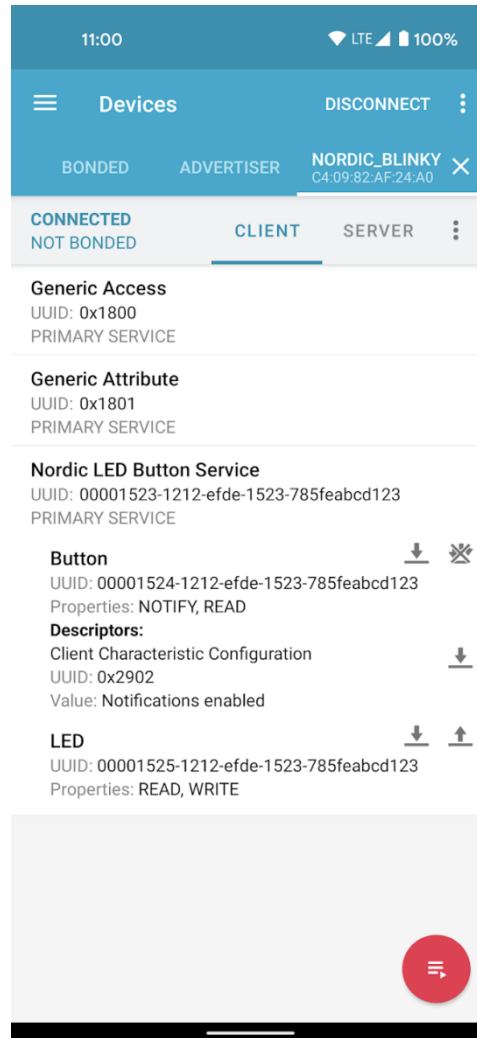 11:00 LTE 100%
Devices DISCONNECT
BONDED ADVERTISER NORDIC_BLINKY
C4:09:82:AF:24:A0
CONNECTED
NOT BONDED CLIENT SERVER
Generic Access
UUID: 0x1800
PRIMARY SERVICE
Generic Attribute
UUID: 0x1801
PRIMARY SERVICE
Nordic LED Button Service
UUID: 00001523-1212-efde-1523-785feabcd123
PRIMARY SERVICE
Button
UUID: 00001524-1212-efde-1523-785feabcd123
Properties: NOTIFY, READ
Descriptors:
Client Characteristic Configuration
UUID: 0x2902
Value: Notifications enabled
LED
UUID: 00001525-1212-efde-1523-785feabcd123
Properties: READ, WRITE